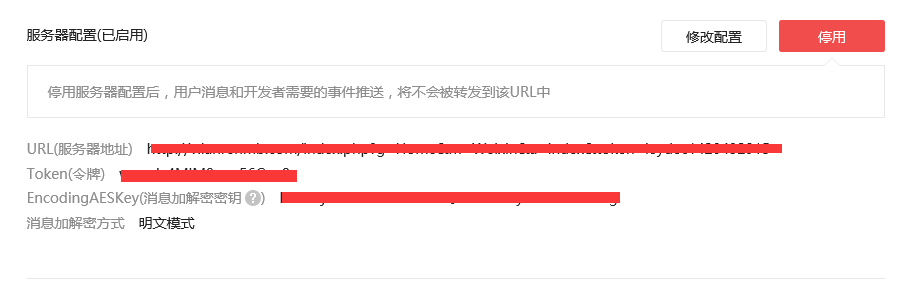 服务器配置(已启用)
修改配置
停用
停用服务器配置后，用户消息和开发者需要的事件推送，将不会被转发到该URL中
URL(服务器地址)
Token(令牌)
EncodingAESKey(消息加解密密钥 ?)
消息加解密方式 明文模式